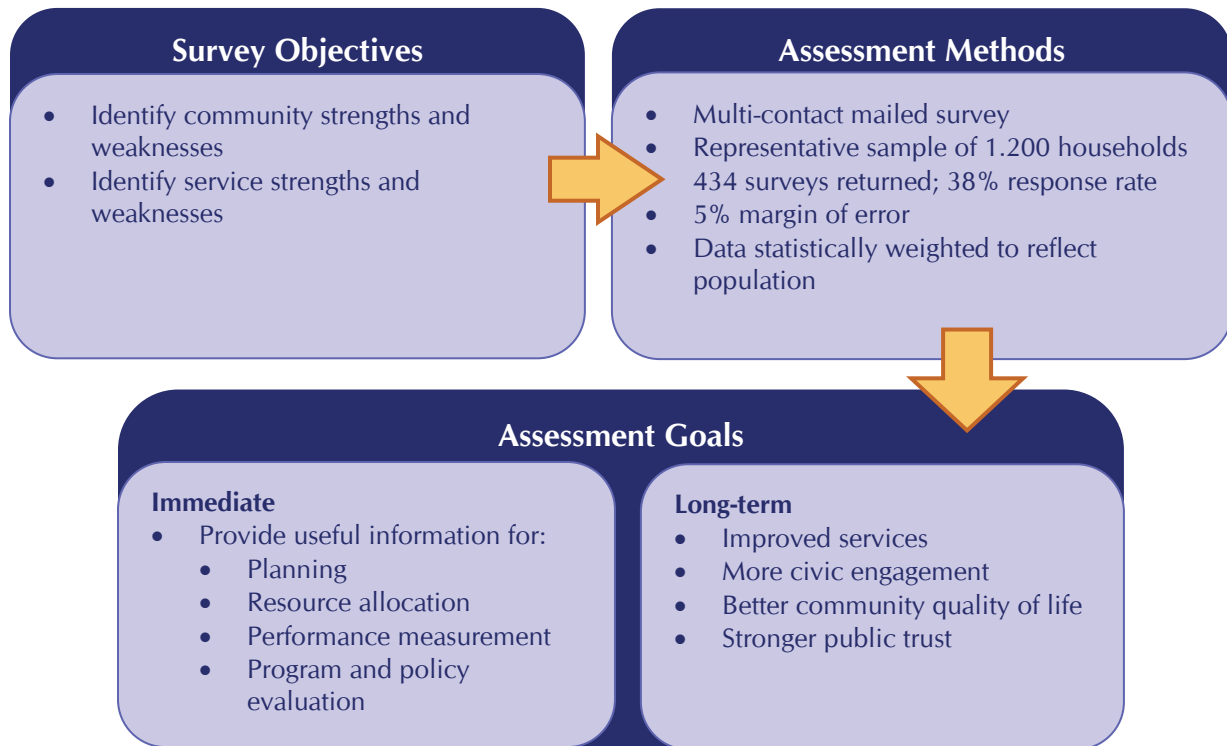 Survey Objectives
• Identify community strengths and
weaknesses
• Identify service strengths and
weaknesses
Assessment Methods
• Multi-contact mailed survey
• Representative sample of 1.200 households
434 surveys returned; 38% response rate
• 5% margin of error
• Data statistically weighted to reflect
population
Assessment Goals
Immediate
• Provide useful information for:
• Planning
• Resource allocation
• Performance measurement
• Program and policy
evaluation
Long-term
• Improved services
• More civic engagement
• Better community quality of life
• Stronger public trust